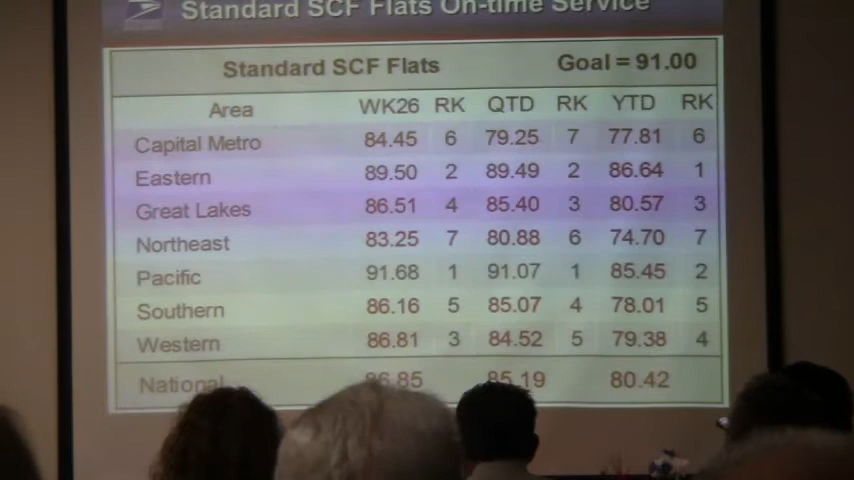 Standard SCF Flats On-time Service
Standard SCF Flats Goal = 91.00
Area WK26 RK QTD RK YTD RK
Capital Metro 84.45 6 79.25 7 77.81 6
Eastern 89.50 2 89.49 2 86.64 1
Great Lakes 86.51 4 85.40 3 80.57 3
Northeast 83.25 7 80.88 6 74.70 7
Pacific 91.68 1 91.07 1 85.45 2
Southern 86.16 5 85.07 4 78.01 5
Western 86.81 3 84.52 5 79.38 4
National 86.85 85.19 80.42